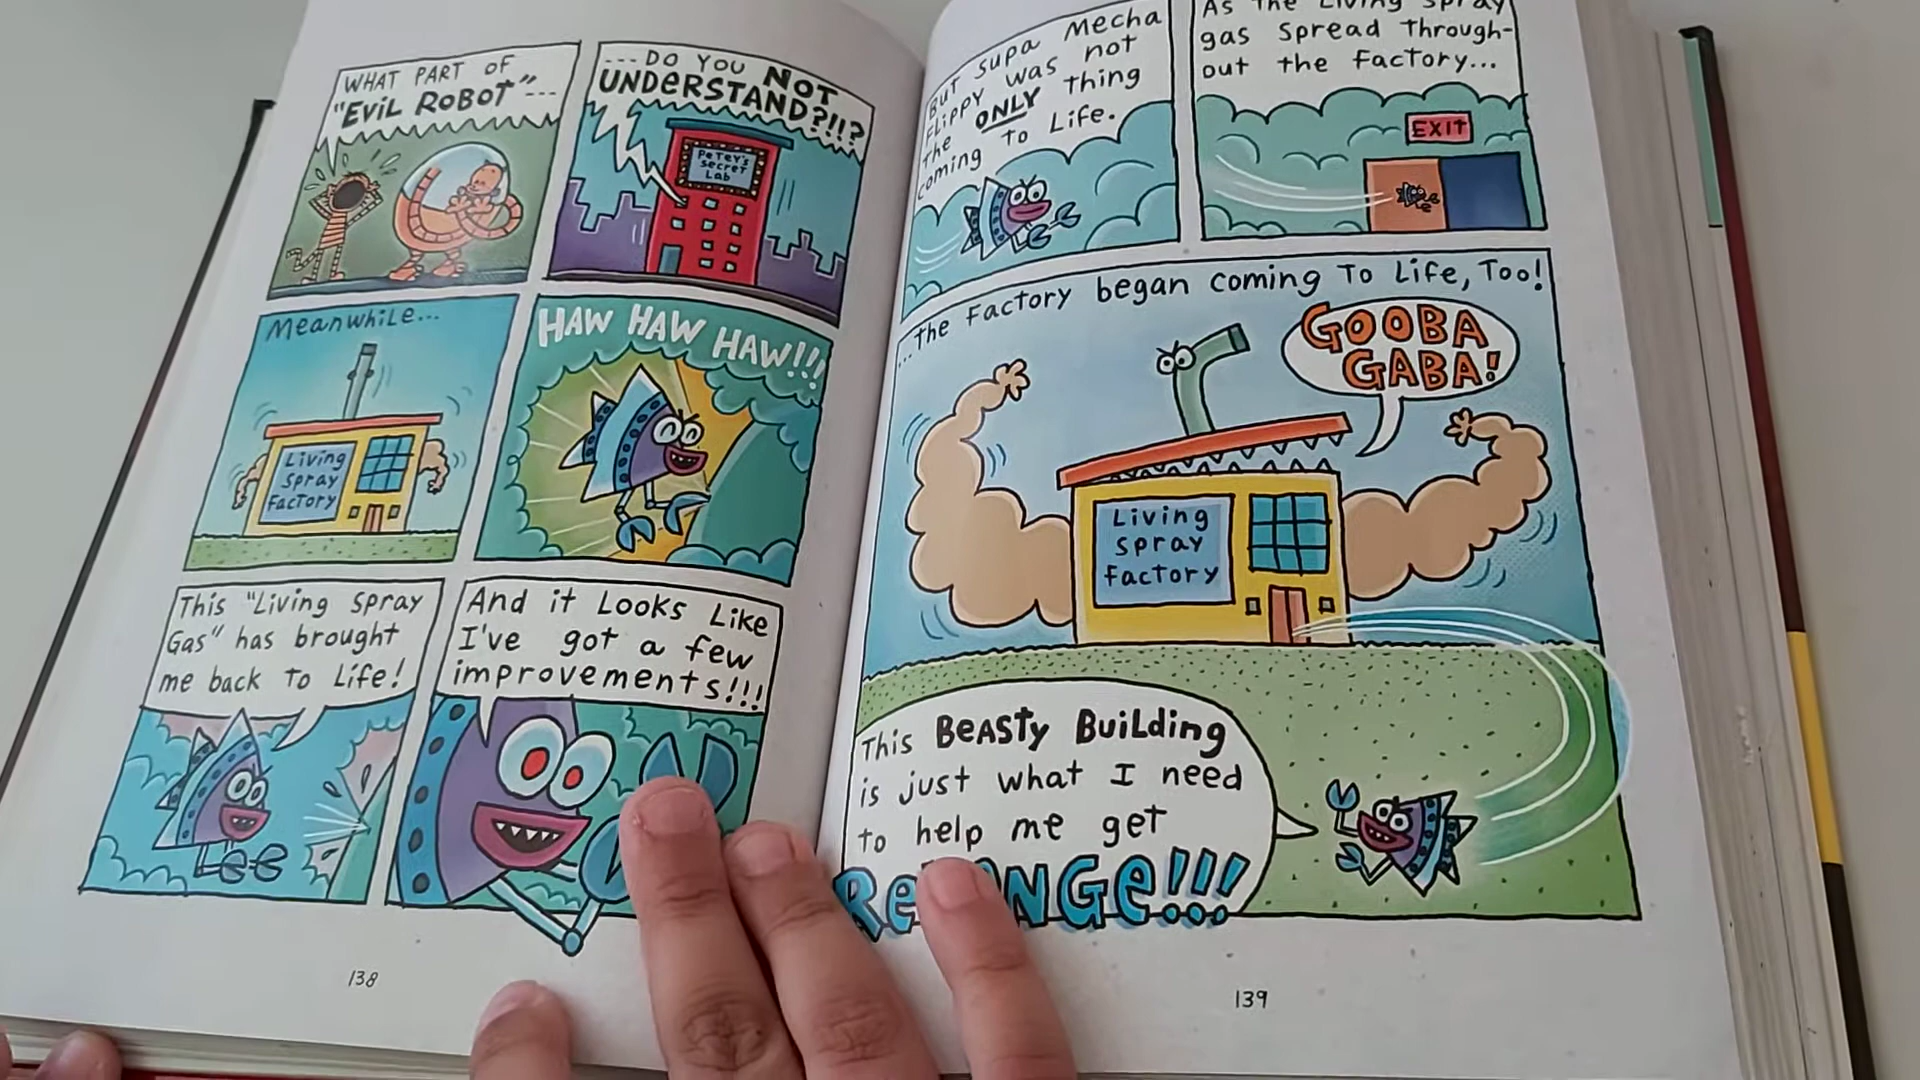 WHAT PART OF
"EVIL ROBOT"...
...DO YOU NOT
UNDERSTAND?!!?
PeTeY's
secreT
Lab
Meanwhile...
Living
spray
Factory
HAW HAW HAW!!!
This "Living spray
Gas" has brought
me back To Life!
And iT Looks Like
I've got a few
improvements!!!
138
BuT supa Mecha
FLippy was not
The ONLY Thing
coming To Life.
As The Living spray
gas spread Through-
out the Factory...
EXIT
...The Factory began coming To Life, Too!
GOOBA
GABA!
Living
spray
factory
This BeasTy BuiLding
is just what I need
to help me get
139